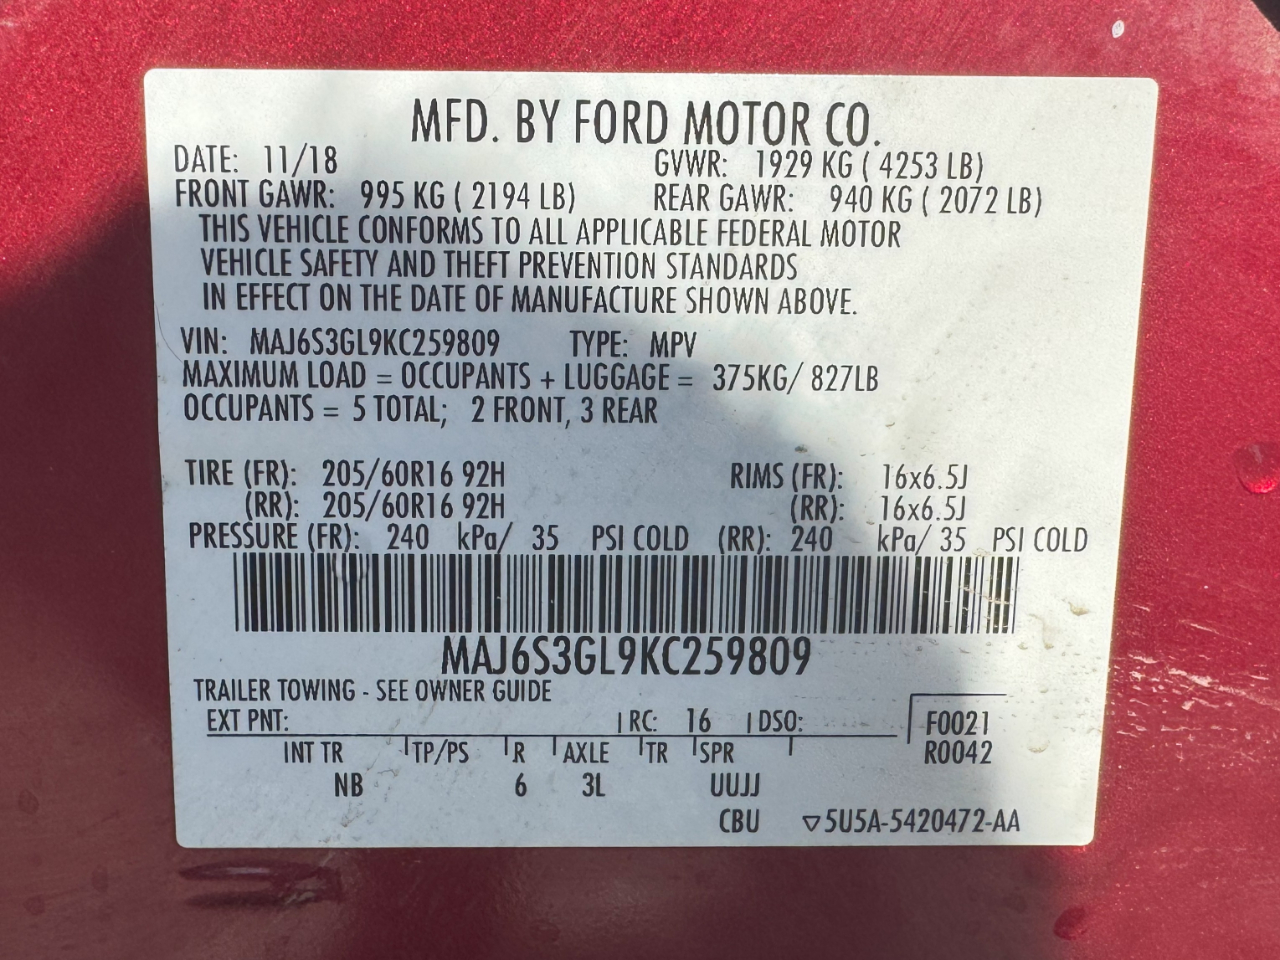 MFD. BY FORD MOTOR CO.
DATE: 11/18 GVWR: 1929 KG ( 4253 LB)
FRONT GAWR: 995 KG ( 2194 LB) REAR GAWR: 940 KG ( 2072 LB)
THIS VEHICLE CONFORMS TO ALL APPLICABLE FEDERAL MOTOR
VEHICLE SAFETY AND THEFT PREVENTION STANDARDS
IN EFFECT ON THE DATE OF MANUFACTURE SHOWN ABOVE.
VIN: MAJ6S3GL9KC259809 TYPE: MPV
MAXIMUM LOAD = OCCUPANTS + LUGGAGE = 375KG/ 827LB
OCCUPANTS = 5 TOTAL; 2 FRONT, 3 REAR
TIRE (FR): 205/60R16 92H RIMS (FR): 16x6.5J
(RR): 205/60R16 92H (RR): 16x6.5J
PRESSURE (FR): 240 kPa/ 35 PSI COLD (RR): 240 kPa/ 35 PSI COLD
MAJ6S3GL9KC259809
TRAILER TOWING - SEE OWNER GUIDE
EXT PNT: RC: 16 DSO: F0021
INT TR TP/PS R AXLE TR SPR R0042
NB 6 3L UUJJ
CBU ▽5U5A-5420472-AA